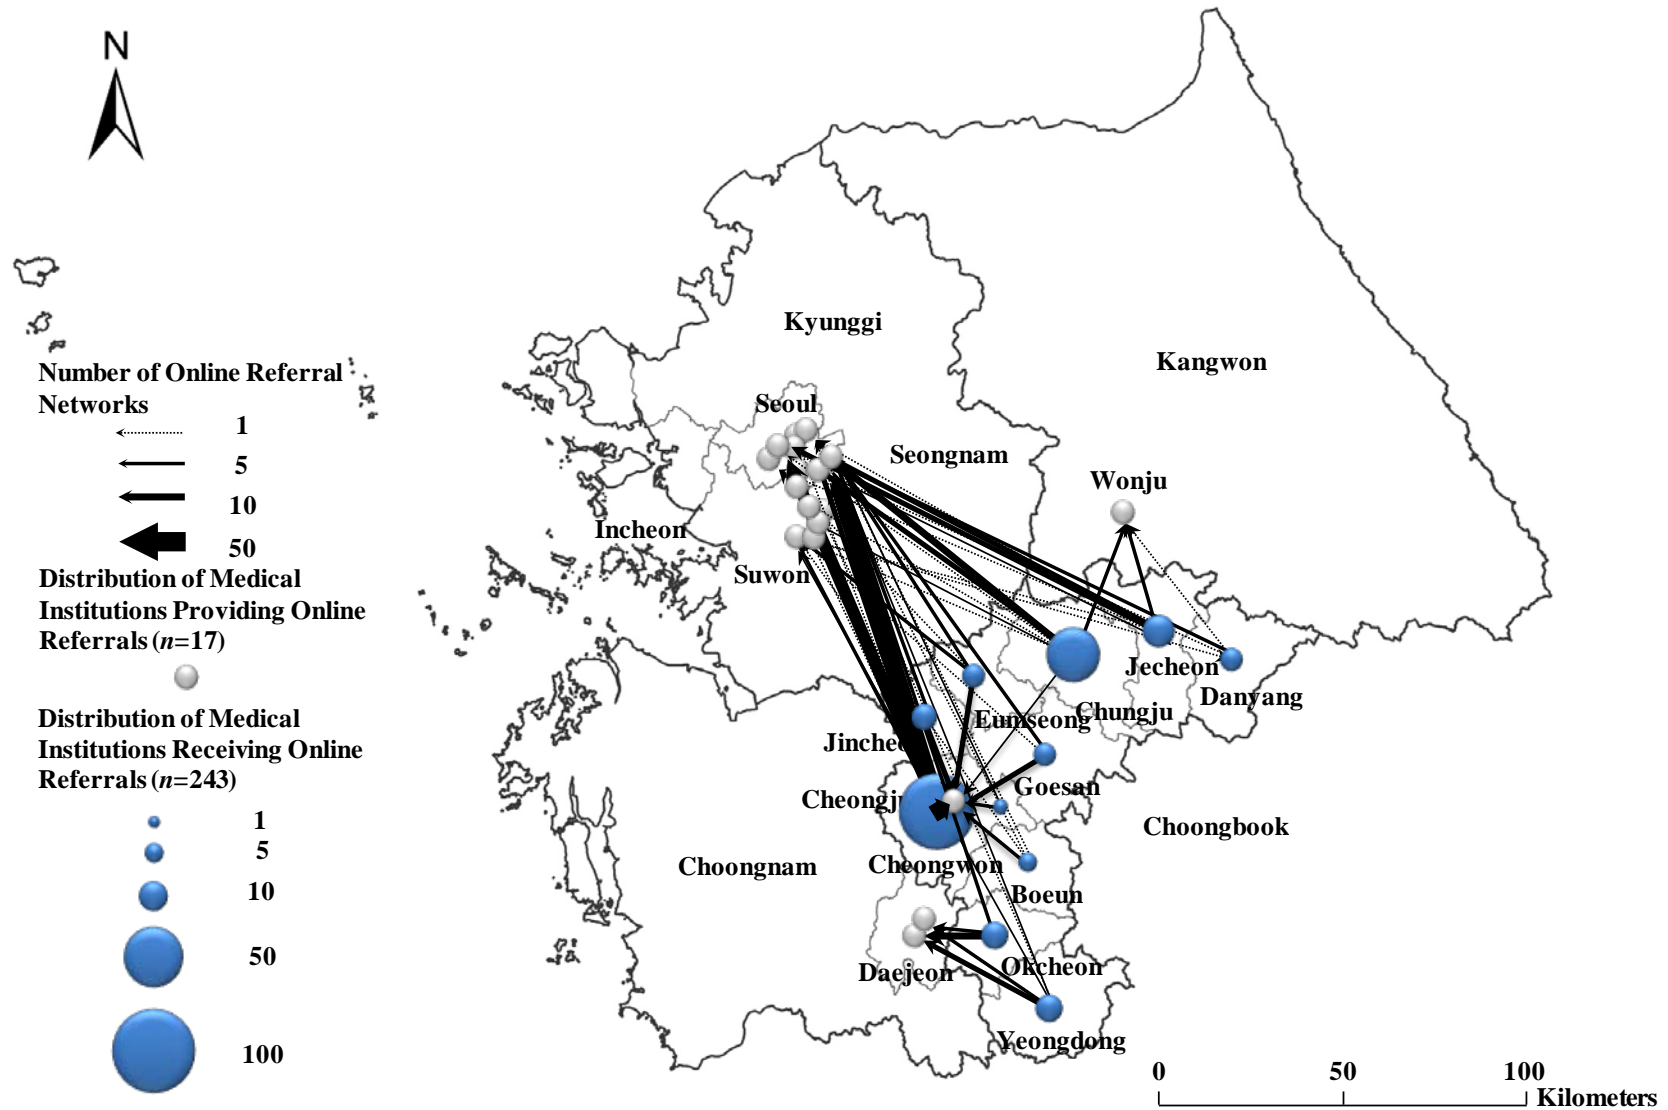 N
Kyunggi
Kangwon
Number of Online Referral
Networks
1
5
10
50
Seoul
Seongnam
Wonju
Incheon
Suwon
Distribution of Medical
Institutions Providing Online
Referrals (n=17)
Jecheon
Danyang
Chungju
Eumseong
Jinche
Distribution of Medical
Institutions Receiving Online
Referrals (n=243)
1
5
10
50
100
Goesan
Cheongj
Choongbook
Choongnam
Cheongwon
Boeun
Daejeon
Okcheon
Yeongdong
0 50 100
Kilometers